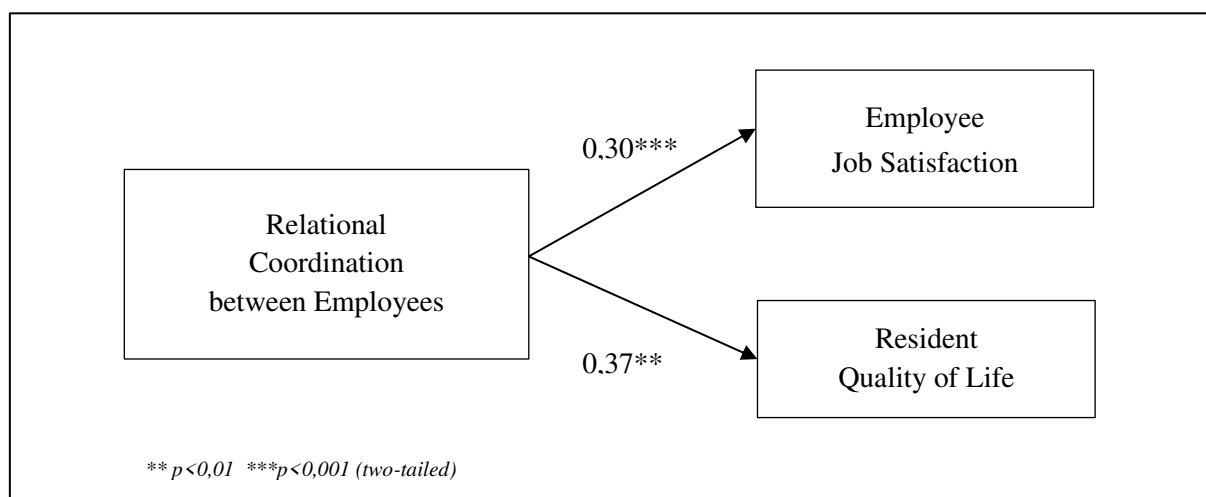 Employee
Job Satisfaction
0,30***
Relational
Coordination
between Employees
Resident
Quality of Life
0,37**
** p<0,01  ***p<0,001 (two-tailed)